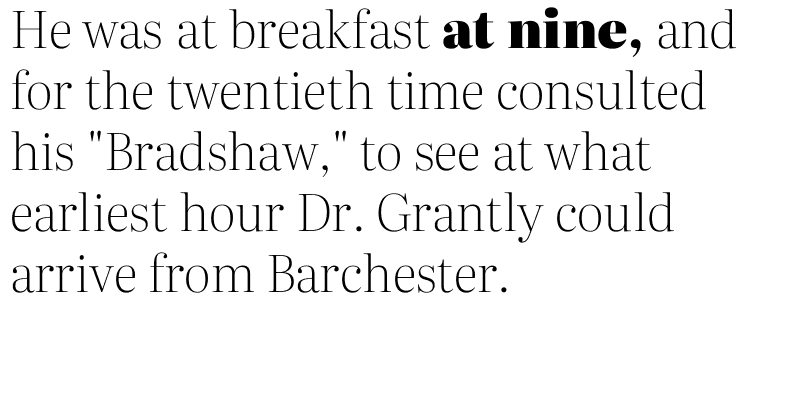 He was at breakfast at nine, and
for the twentieth time consulted
his "Bradshaw," to see at what
earliest hour Dr. Grantly could
arrive from Barchester.